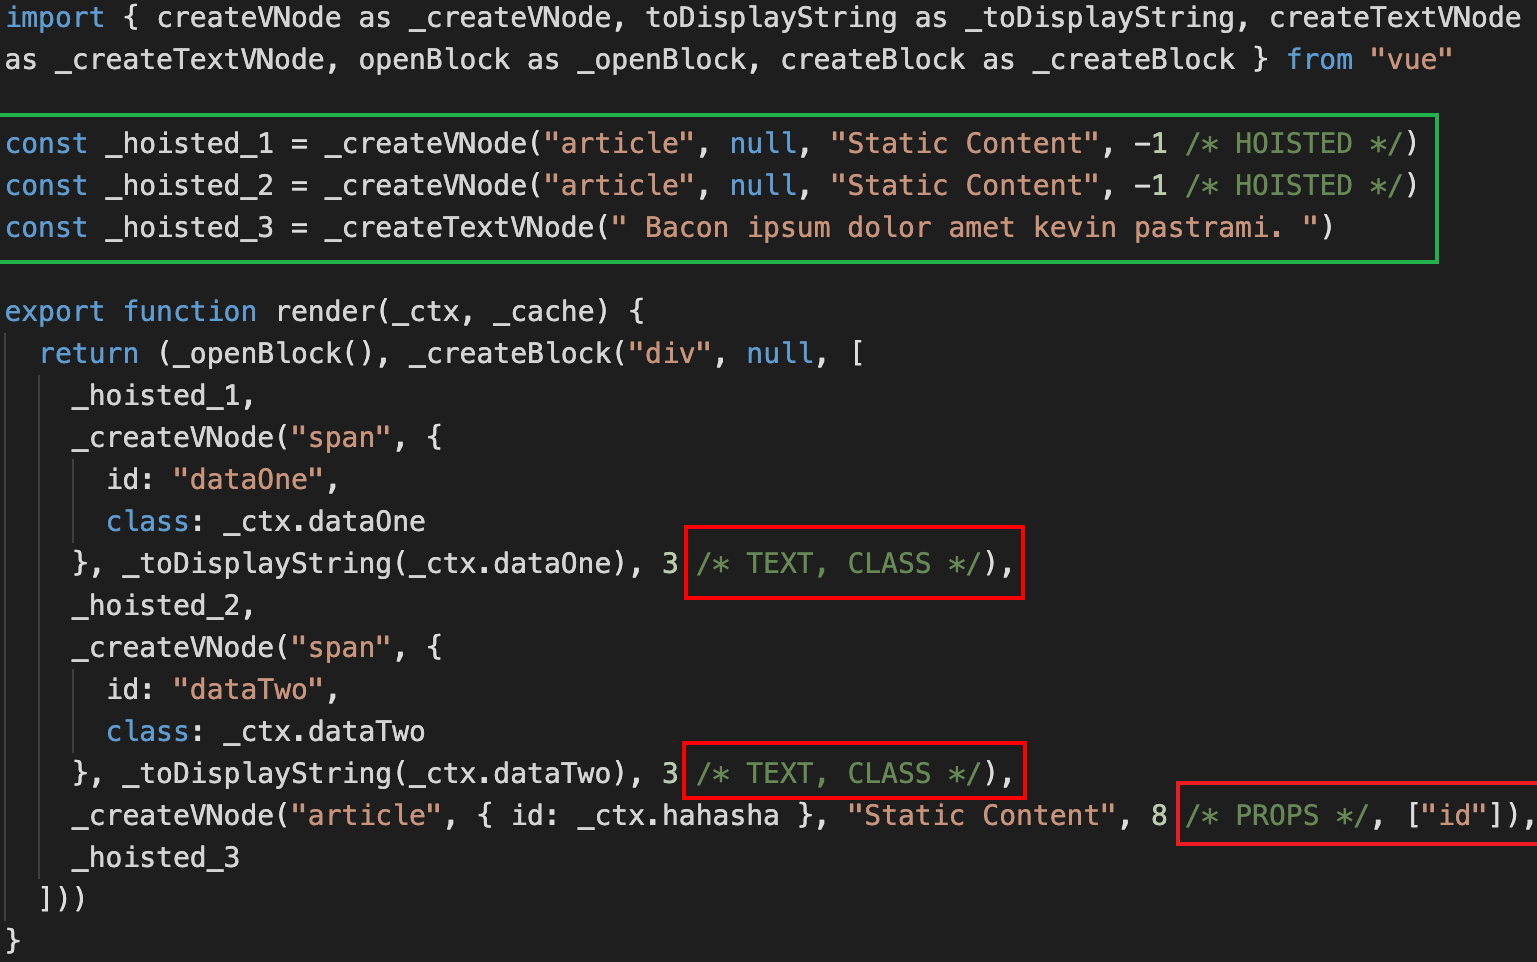 import { createVNode as _createVNode, toDisplayString as _toDisplayString, createTextVNode
as _createTextVNode, openBlock as _openBlock, createBlock as _createBlock } from "vue"
const _hoisted_1 = _createVNode("article", null, "Static Content", -1 /* HOISTED */)
const _hoisted_2 = _createVNode("article", null, "Static Content", -1 /* HOISTED */)
const _hoisted_3 = _createTextVNode(" Bacon ipsum dolor amet kevin pastrami. ")
export function render(_ctx, _cache) {
  return (_openBlock(), _createBlock("div", null, [
    _hoisted_1,
    _createVNode("span", {
      id: "dataOne",
      class: _ctx.dataOne
    }, _toDisplayString(_ctx.dataOne), 3 /* TEXT, CLASS */),
    _hoisted_2,
    _createVNode("span", {
      id: "dataTwo",
      class: _ctx.dataTwo
    }, _toDisplayString(_ctx.dataTwo), 3 /* TEXT, CLASS */),
    _createVNode("article", { id: _ctx.hahasha }, "Static Content", 8 /* PROPS */, ["id"]),
    _hoisted_3
  ]))
}